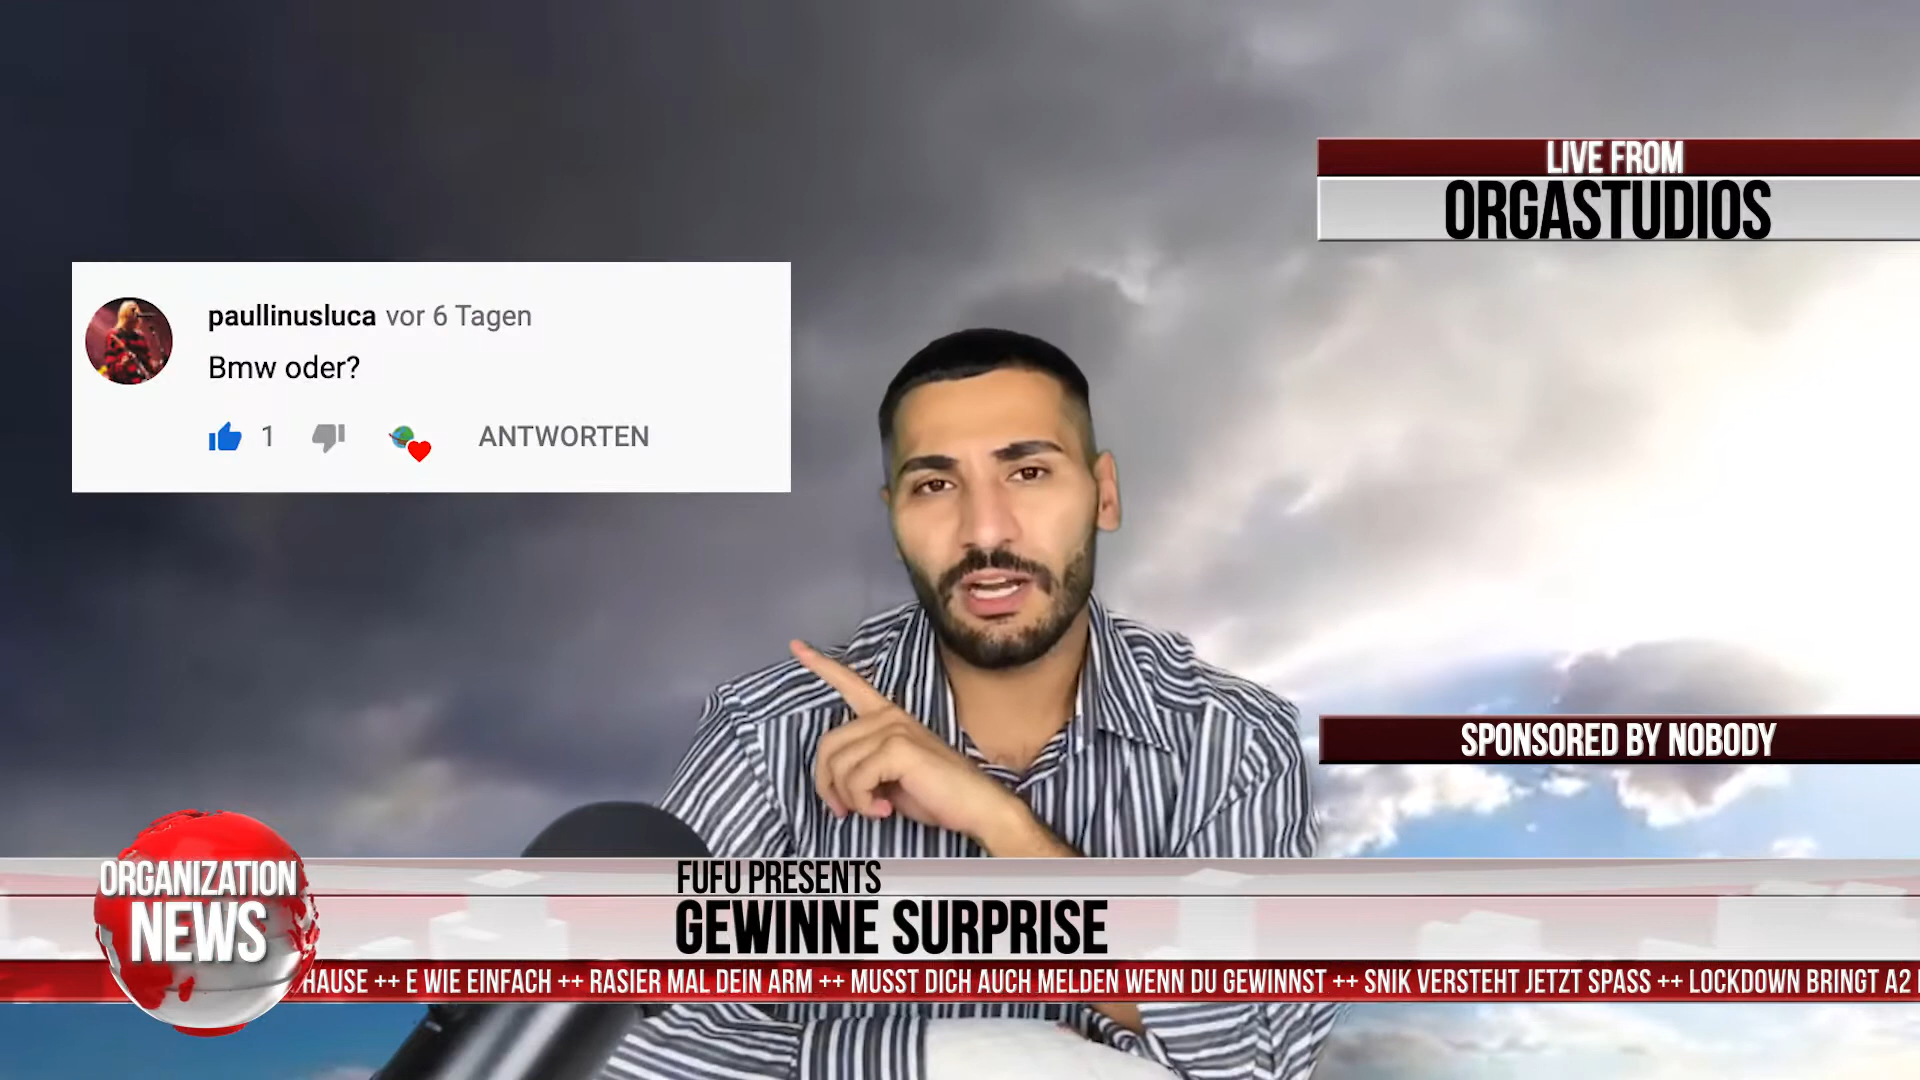 LIVE FROM
ORGASTUDIOS
paullinusluca vor 6 Tagen
Bmw oder?
1 ANTWORTEN
SPONSORED BY NOBODY
ORGANIZATION
NEWS
FUFU PRESENTS
GEWINNE SURPRISE
HAUSE ++ E WIE EINFACH ++ RASIER MAL DEIN ARM ++ MUSST DICH AUCH MELDEN WENN DU GEWINNST ++ SNIK VERSTEHT JETZT SPASS ++ LOCKDOWN BRINGT A2